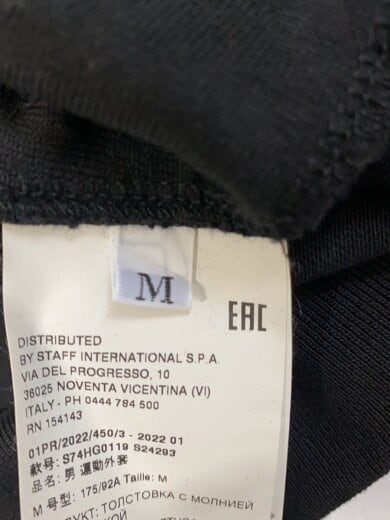 M
EAC
DISTRIBUTED
BY STAFF INTERNATIONAL S.P.A.
VIA DEL PROGRESSO, 10
36025 NOVENTA VICENTINA (VI)
ITALY - PH 0444 784 500
RN 154143
01PR/2022/450/3 - 2022 01
款号: S74HG0119 S24293
品名: 男 運動外套
M 号型: 175/92A Taille: M
ТОЛСТОВКА С МОЛНИЕЙ